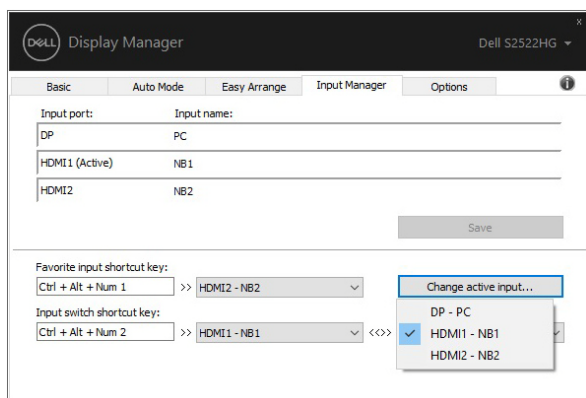 DELL Display Manager Dell S2522HG
x
Basic Auto Mode Easy Arrange Input Manager Options i
Input port: Input name:
DP PC
HDMI1 (Active) NB1
HDMI2 NB2
Save
Favorite input shortcut key:
Ctrl + Alt + Num 1 >> HDMI2 - NB2 Change active input...
Input switch shortcut key:
Ctrl + Alt + Num 2 >> HDMI1 - NB1 <<>>
DP - PC
HDMI1 - NB1
HDMI2 - NB2